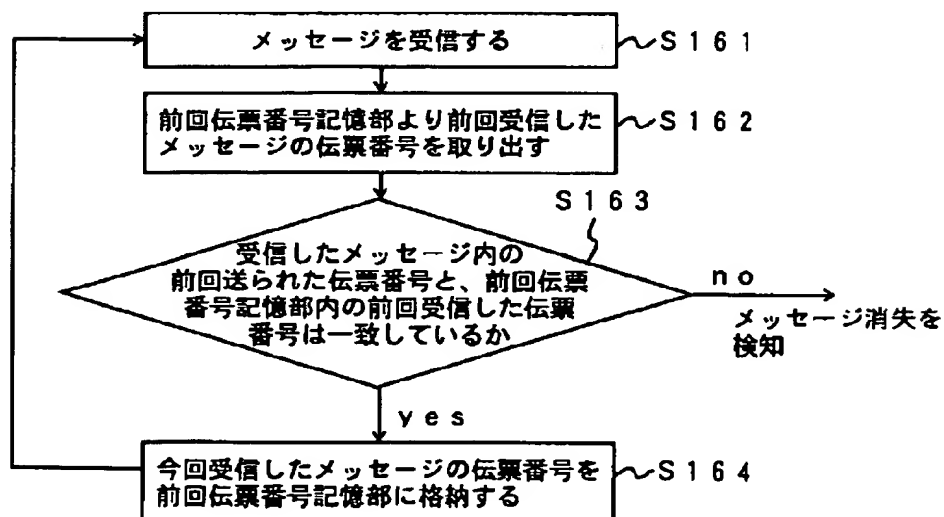 メッセージを受信する
S161
前回伝票番号記憶部より前回受信した
メッセージの伝票番号を取り出す
S162
S163
受信したメッセージ内の
前回送られた伝票番号と、前回伝票
番号記憶部内の前回受信した伝票
番号は一致しているか
no
メッセージ消失を
検知
yes
今回受信したメッセージの伝票番号を
前回伝票番号記憶部に格納する
S164